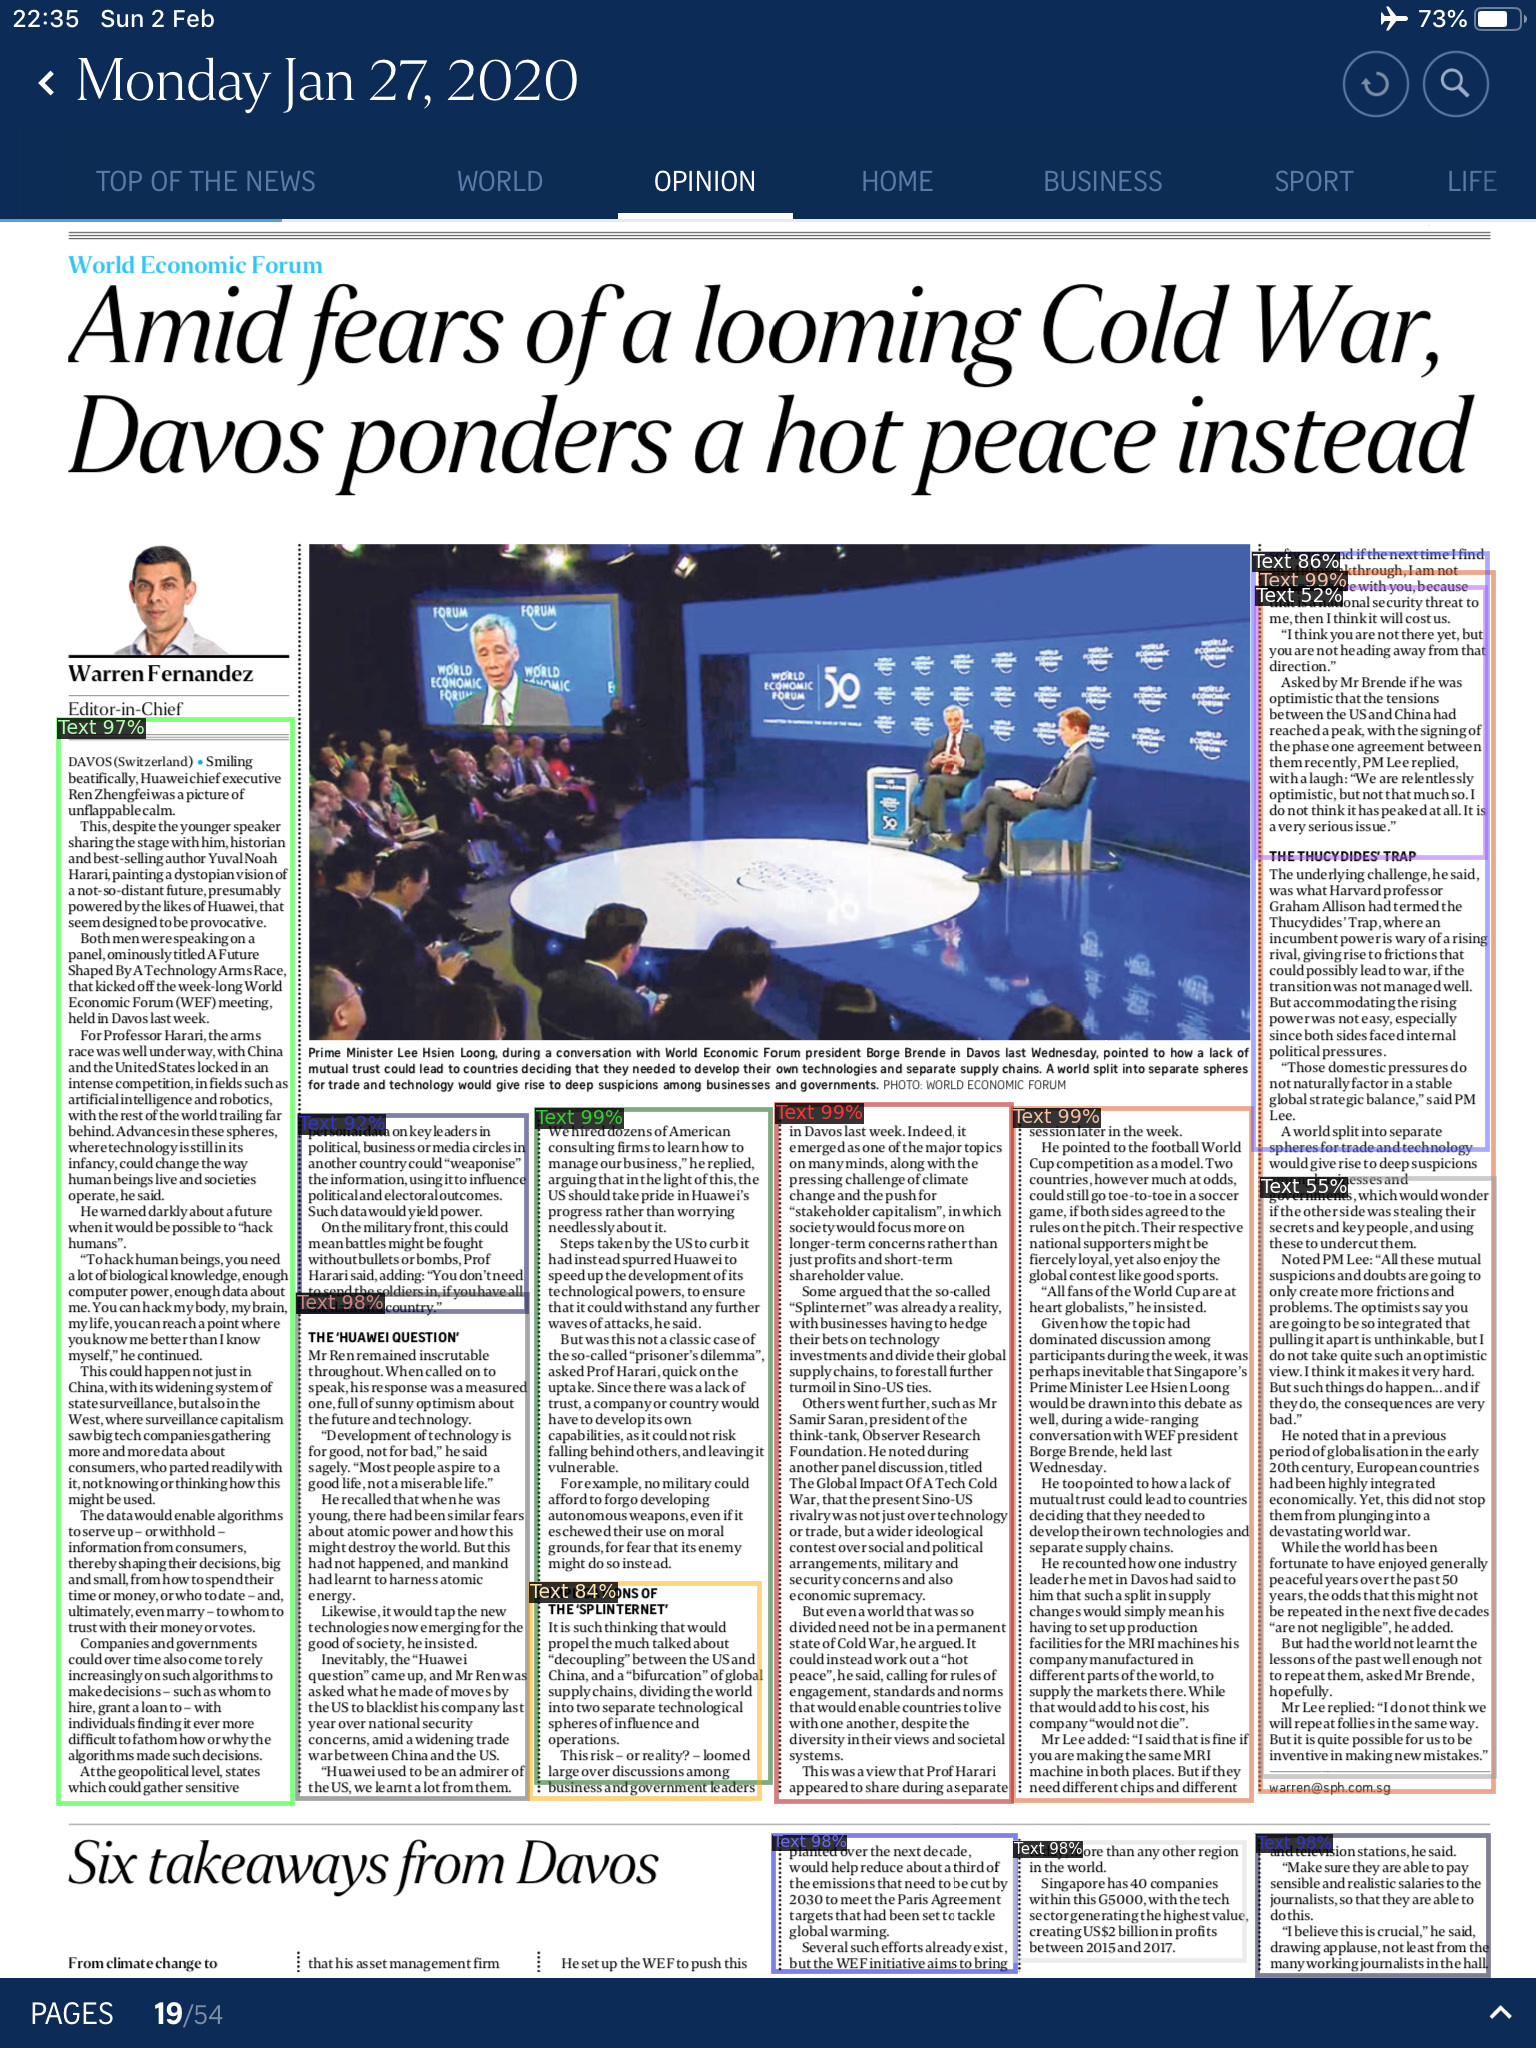 22:35 Sun 2 Feb
73%
Monday Jan 27, 2020
TOP OF THE NEWS WORLD OPINION HOME BUSINESS SPORT LIFE
World Economic Forum
Amid fears of a looming Cold War,
Davos ponders a hot peace instead
Warren Fernandez
Editor-in-Chief
Text 97%
DAVOS (Switzerland) • Smiling
beatifically, Huawei chief executive
Ren Zhengfei was a picture of
unflappable calm.
This, despite the younger speaker
sharing the stage with him, historian
and best-selling author Yuval Noah
Harari, painting a dystopian vision of
a not-so-distant future, presumably
powered by the likes of Huawei, that
seem designed to be provocative.
Both men were speaking on a
panel, ominously titled A Future
Shaped By A Technology Arms Race,
that kicked off the week-long World
Economic Forum (WEF) meeting,
held in Davos last week.
For Professor Harari, the arms
race was well under way, with China
and the United States locked in an
intense competition, in fields such as
artificial intelligence and robotics,
with the rest of the world trailing far
behind. Advances in these spheres,
where technology is still in its
infancy, could change the way
human beings live and societies
operate, he said.
He warned darkly about a future
when it would be possible to “hack
humans”.
“To hack human beings, you need
a lot of biological knowledge, enough
computer power, enough data about
me. You can hack my body, my brain,
my life, you can reach a point where
you know me better than I know
myself,” he continued.
This could happen not just in
China, with its widening system of
state surveillance, but also in the
West, where surveillance capitalism
saw big tech companies gathering
more and more data about
consumers, who parted readily with
it, not knowing or thinking how this
might be used.
The data would enable algorithms
to serve up – or withhold –
information from consumers,
thereby shaping their decisions, big
and small, from how to spend their
time or money, or who to date – and,
ultimately, even marry – to whom to
trust with their money or votes.
Companies and governments
could over time also come to rely
increasingly on such algorithms to
make decisions – such as whom to
hire, grant a loan to – with
individuals finding it ever more
difficult to fathom how or why the
algorithms made such decisions.
At the geopolitical level, states
which could gather sensitive
FORUM FORUM
WORLD ECONOMIC FORUM
WORLD ECONOMIC FORUM 50
Prime Minister Lee Hsien Loong, during a conversation with World Economic Forum president Borge Brende in Davos last Wednesday, pointed to how a lack of
mutual trust could lead to countries deciding that they needed to develop their own technologies and separate supply chains. A world split into separate spheres
for trade and technology would give rise to deep suspicions among businesses and governments. PHOTO: WORLD ECONOMIC FORUM
Text 92%
personal data on key leaders in
political, business or media circles in
another country could “weaponise”
the information, using it to influence
political and electoral outcomes.
Such data would yield power.
On the military front, this could
mean battles might be fought
without bullets or bombs, Prof
Harari said, adding: “You don’t need
to send the soldiers in, if you have all
Text 98%
country.”
THE ‘HUAWEI QUESTION’
Mr Ren remained inscrutable
throughout. When called on to
speak, his response was a measured
one, full of sunny optimism about
the future and technology.
“Development of technology is
for good, not for bad,” he said
sagely. “Most people aspire to a
good life, not a miserable life.”
He recalled that when he was
young, there had been similar fears
about atomic power and how this
might destroy the world. But this
had not happened, and mankind
had learnt to harness atomic
energy.
Likewise, it would tap the new
technologies now emerging for the
good of society, he insisted.
Inevitably, the “Huawei
question” came up, and Mr Ren was
asked what he made of moves by
the US to blacklist his company last
year over national security
concerns, amid a widening trade
war between China and the US.
“Huawei used to be an admirer of
the US, we learnt a lot from them.
Text 99%
We hired dozens of American
consulting firms to learn how to
manage our business,” he replied,
arguing that in the light of this, the
US should take pride in Huawei’s
progress rather than worrying
needlessly about it.
Steps taken by the US to curb it
had instead spurred Huawei to
speed up the development of its
technological powers, to ensure
that it could withstand any further
waves of attacks, he said.
But was this not a classic case of
the so-called “prisoner’s dilemma”,
asked Prof Harari, quick on the
uptake. Since there was a lack of
trust, a company or country would
have to develop its own
capabilities, as it could not risk
falling behind others, and leaving it
vulnerable.
For example, no military could
afford to forgo developing
autonomous weapons, even if it
eschewed their use on moral
grounds, for fear that its enemy
might do so instead.
Text 84%
OF
THE ‘SPLINTERNET’
It is such thinking that would
propel the much talked about
“decoupling” between the US and
China, and a “bifurcation” of global
supply chains, dividing the world
into two separate technological
spheres of influence and
operations.
This risk – or reality? – loomed
large over discussions among
business and government leaders
Text 99%
in Davos last week. Indeed, it
emerged as one of the major topics
on many minds, along with the
pressing challenge of climate
change and the push for
“stakeholder capitalism”, in which
society would focus more on
longer-term concerns rather than
just profits and short-term
shareholder value.
Some argued that the so-called
“Splinternet” was already a reality,
with businesses having to hedge
their bets on technology
investments and divide their global
supply chains, to forestall further
turmoil in Sino-US ties.
Others went further, such as Mr
Samir Saran, president of the
think-tank, Observer Research
Foundation. He noted during
another panel discussion, titled
The Global Impact Of A Tech Cold
War, that the present Sino-US
rivalry was not just over technology
or trade, but a wider ideological
contest over social and political
arrangements, military and
security concerns and also
economic supremacy.
But even a world that was so
divided need not be in a permanent
state of Cold War, he argued. It
could instead work out a “hot
peace”, he said, calling for rules of
engagement, standards and norms
that would enable countries to live
with one another, despite the
diversity in their views and societal
systems.
This was a view that Prof Harari
appeared to share during a separate
Text 99%
session later in the week.
He pointed to the football World
Cup competition as a model. Two
countries, however much at odds,
could still go toe-to-toe in a soccer
game, if both sides agreed to the
rules on the pitch. Their respective
national supporters might be
fiercely loyal, yet also enjoy the
global contest like good sports.
“All fans of the World Cup are at
heart globalists,” he insisted.
Given how the topic had
dominated discussion among
participants during the week, it was
perhaps inevitable that Singapore’s
Prime Minister Lee Hsien Loong
would be drawn into this debate as
well, during a wide-ranging
conversation with WEF president
Borge Brende, held last
Wednesday.
He too pointed to how a lack of
mutual trust could lead to countries
deciding that they needed to
develop their own technologies and
separate supply chains.
He recounted how one industry
leader he met in Davos had said to
him that such a split in supply
changes would simply mean his
having to set up production
facilities for the MRI machines his
company manufactured in
different parts of the world, to
supply the markets there. While
that would add to his cost, his
company “would not die”.
Mr Lee added: “I said that is fine if
you are making the same MRI
machine in both places. But if they
need different chips and different
Text 86%
if the next time I find
Text 99%
I am not
with you, because
Text 52%
security threat to
me, then I think it will cost us.
“I think you are not there yet, but
you are not heading away from that
direction.”
Asked by Mr Brende if he was
optimistic that the tensions
between the US and China had
reached a peak, with the signing of
the phase one agreement between
them recently, PM Lee replied,
with a laugh: “We are relentlessly
optimistic, but not that much so. I
do not think it has peaked at all. It is
a very serious issue.”
THE THUCYDIDES’ TRAP
The underlying challenge, he said,
was what Harvard professor
Graham Allison had termed the
Thucydides’ Trap, where an
incumbent power is wary of a rising
rival, giving rise to frictions that
could possibly lead to war, if the
transition was not managed well.
But accommodating the rising
power was not easy, especially
since both sides faced internal
political pressures.
“Those domestic pressures do
not naturally factor in a stable
global strategic balance,” said PM
Lee.
A world split into separate
spheres for trade and technology
would give rise to deep suspicions
Text 55%
and
which would wonder
if the other side was stealing their
secrets and key people, and using
these to undercut them.
Noted PM Lee: “All these mutual
suspicions and doubts are going to
only create more frictions and
problems. The optimists say you
are going to be so integrated that
pulling it apart is unthinkable, but I
do not take quite such an optimistic
view. I think it makes it very hard.
But such things do happen... and if
they do, the consequences are very
bad.”
He noted that in a previous
period of globalisation in the early
20th century, European countries
had been highly integrated
economically. Yet, this did not stop
them from plunging into a
devastating world war.
While the world has been
fortunate to have enjoyed generally
peaceful years over the past 50
years, the odds that this might not
be repeated in the next five decades
“are not negligible”, he added.
But had the world not learnt the
lessons of the past well enough not
to repeat them, asked Mr Brende,
hopefully.
Mr Lee replied: “I do not think we
will repeat follies in the same way.
But it is quite possible for us to be
inventive in making new mistakes.”
warren@sph.com.sg
Six takeaways from Davos
From climate change to
that his asset management firm
He set up the WEF to push this
Text 98%
planted over the next decade,
would help reduce about a third of
the emissions that need to be cut by
2030 to meet the Paris Agreement
targets that had been set to tackle
global warming.
Several such efforts already exist,
but the WEF initiative aims to bring
Text 98%
more than any other region
in the world.
Singapore has 40 companies
within this G5000, with the tech
sector generating the highest value,
creating US$2 billion in profits
between 2015 and 2017.
Text 98%
and television stations, he said.
“Make sure they are able to pay
sensible and realistic salaries to the
journalists, so that they are able to
do this.
“I believe this is crucial,” he said,
drawing applause, not least from the
many working journalists in the hall.
PAGES 19/54